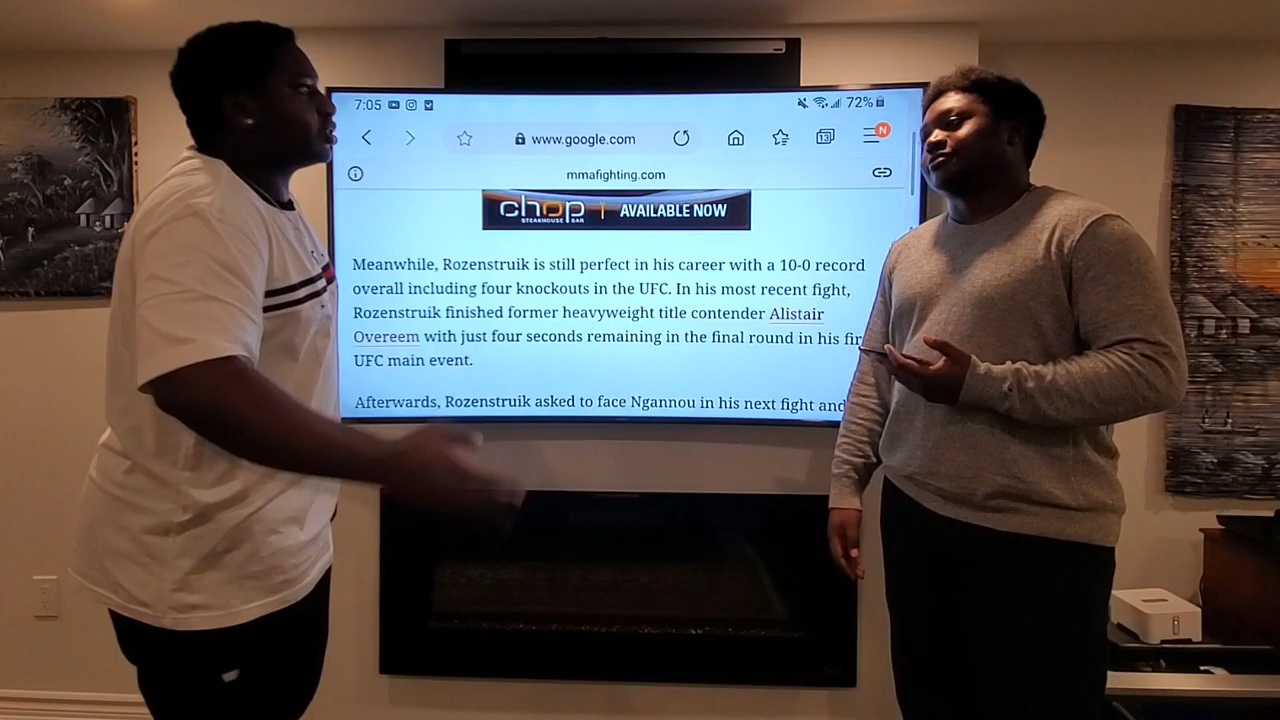 7:05
72%
www.google.com
13
N
mmafighting.com
chop
STEAKHOUSE BAR
AVAILABLE NOW
Meanwhile, Rozenstruik is still perfect in his career with a 10-0 record
overall including four knockouts in the UFC. In his most recent fight,
Rozenstruik finished former heavyweight title contender Alistair
Overeem with just four seconds remaining in the final round in his fir
UFC main event.
Afterwards, Rozenstruik asked to face Ngannou in his next fight and